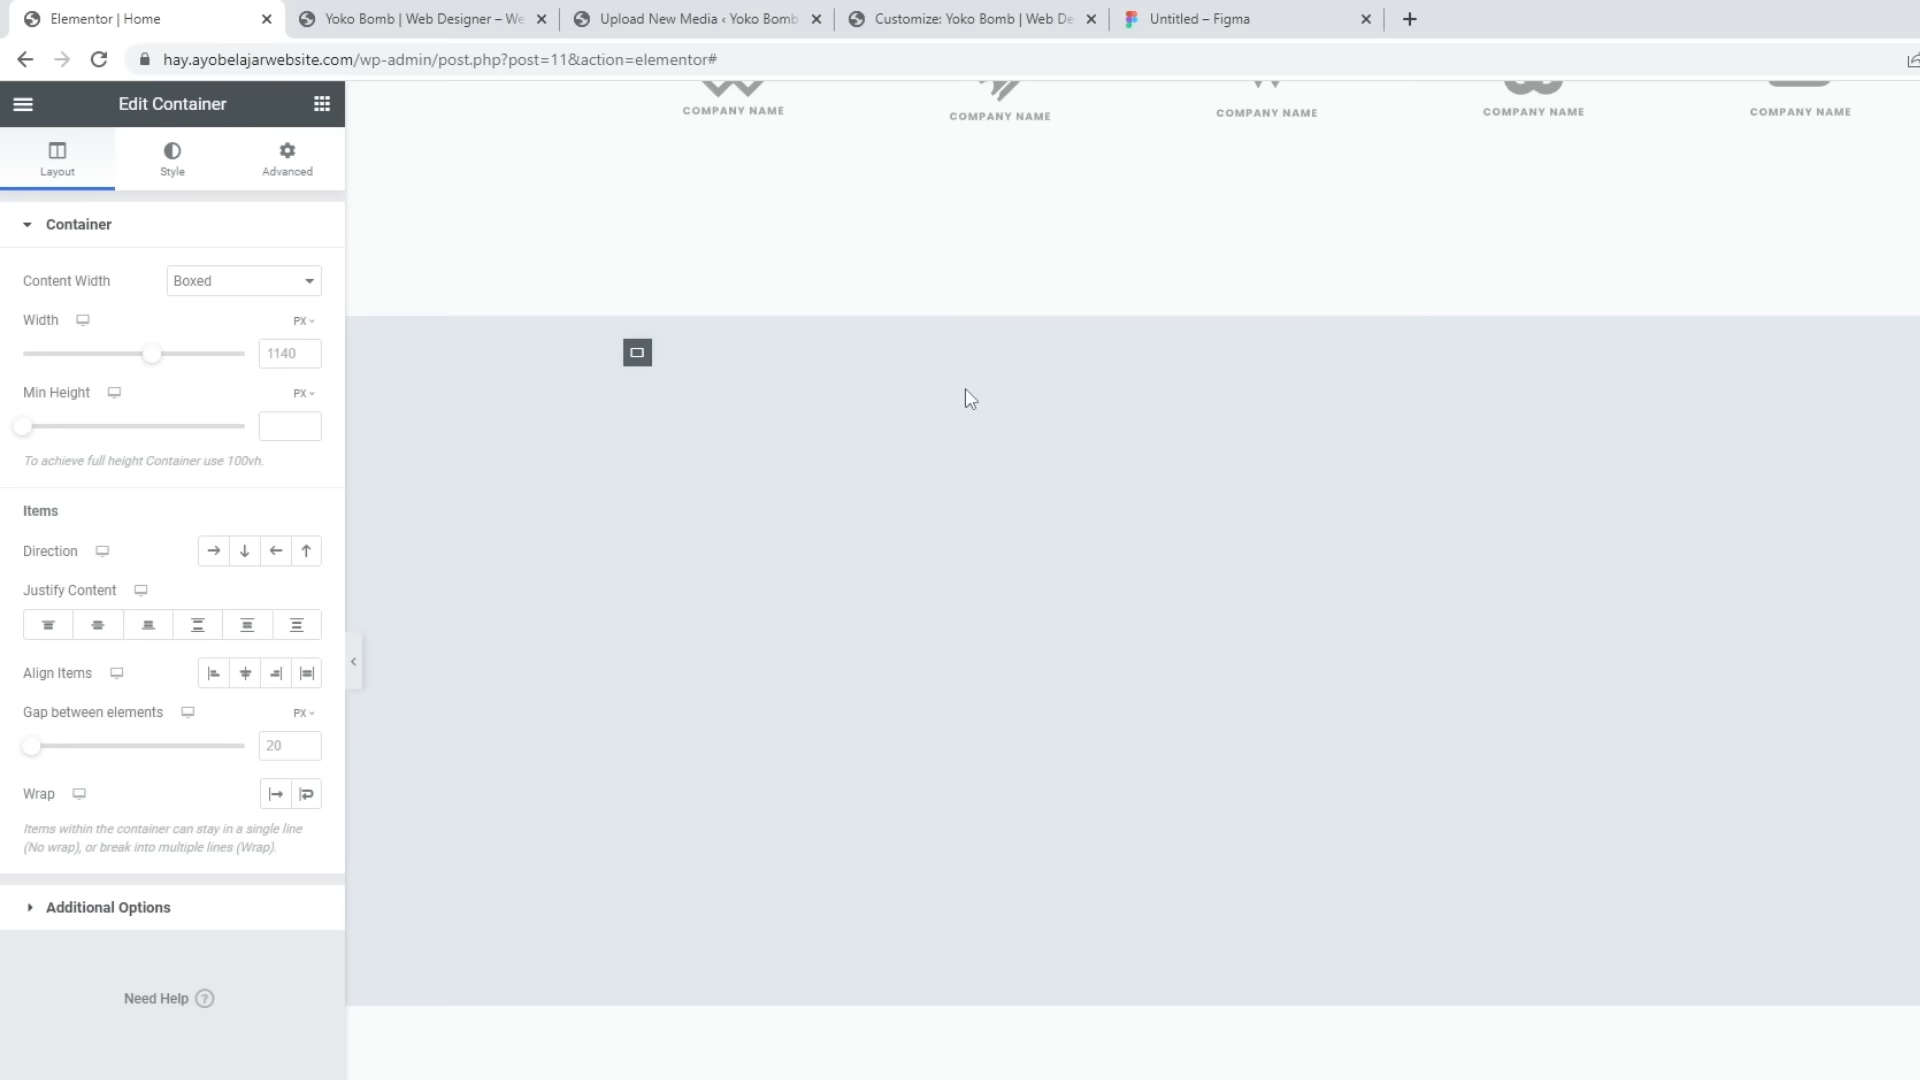 Elementor | Home
Yoko Bomb | Web Designer – We
Upload New Media ‹ Yoko Bomb
Customize: Yoko Bomb | Web De
Untitled – Figma
hay.ayobelajarwebsite.com/wp-admin/post.php?post=11&action=elementor#
Edit Container
Layout
Style
Advanced
Container
Content Width
Boxed
Width
PX
1140
Min Height
PX
To achieve full height Container use 100vh.
Items
Direction
Justify Content
Align Items
Gap between elements
PX
20
Wrap
Items within the container can stay in a single line
(No wrap), or break into multiple lines (Wrap).
Additional Options
Need Help ?
COMPANY NAME
COMPANY NAME
COMPANY NAME
COMPANY NAME
COMPANY NAME